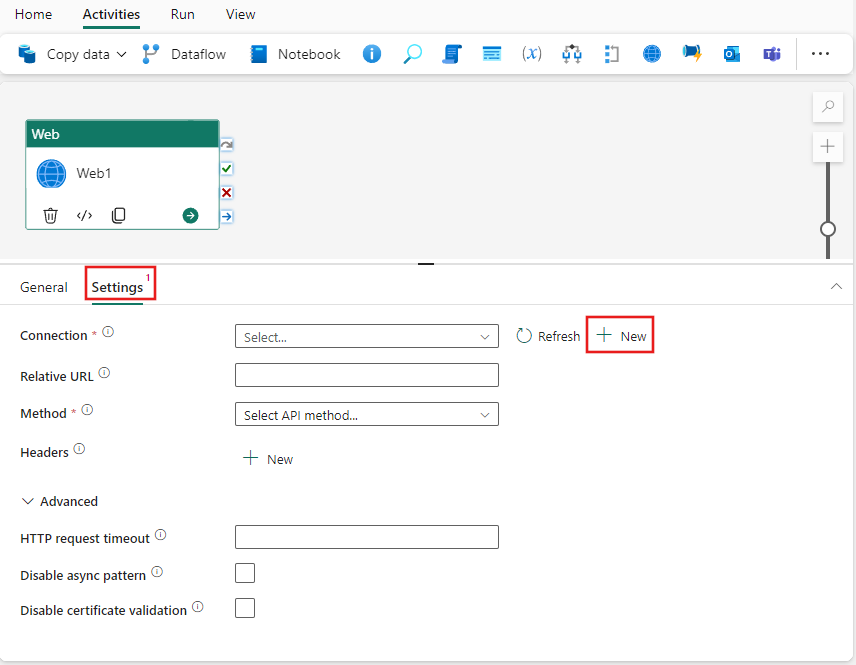 Home Activities Run View
Copy data Dataflow Notebook (x)
Web
Web1
General Settings 1
Connection * Select... Refresh New
Relative URL
Method * Select API method...
Headers New
Advanced
HTTP request timeout
Disable async pattern
Disable certificate validation